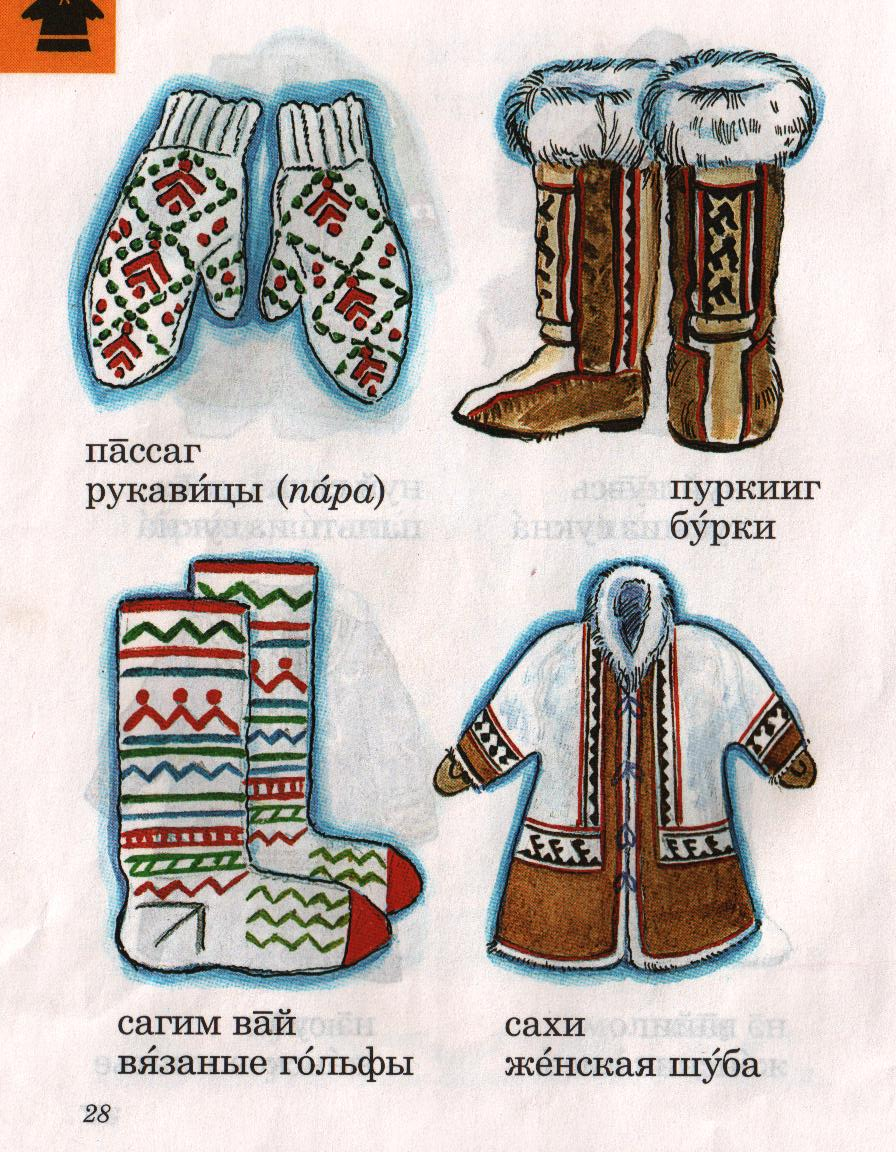 па̄ссаг
рукави́цы (па́ра)
пуркииг
бу́рки
сагим ва̄й
вя́заные го́льфы
сахи
же́нская шу́ба
28